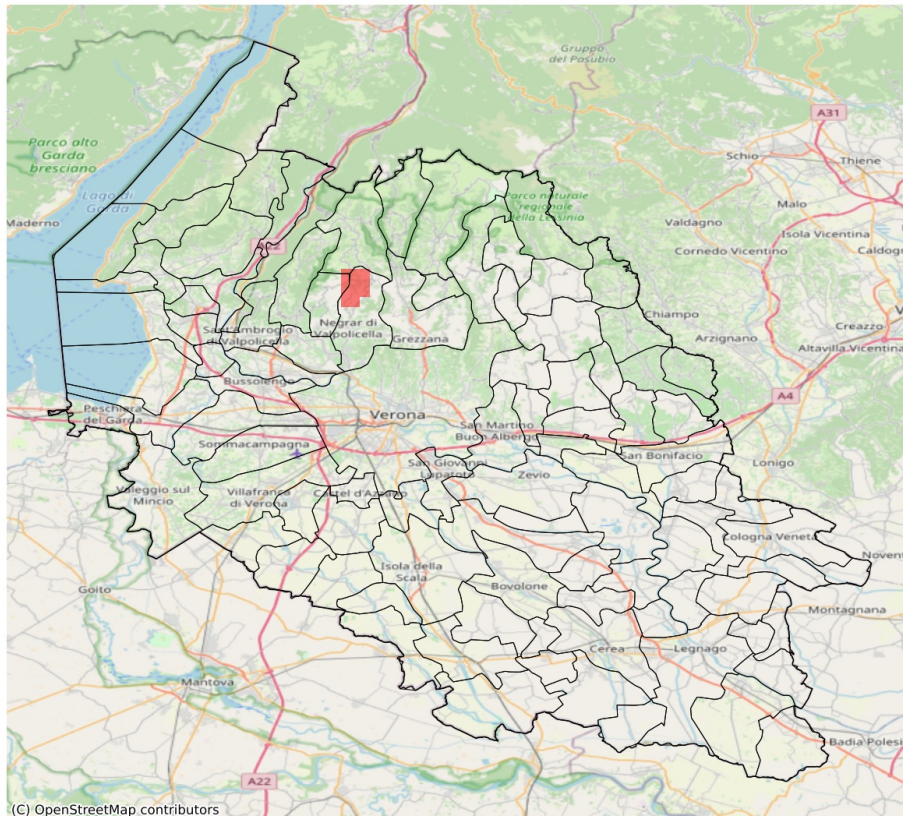 Gruppo
del Pasubio
A31
Parco alto
Garda
bresciano
Schio
Thiene
Lago di
Garda
Parco naturale
regionale
della Lessinia
Malo
Maderno
Valdagno
Isola Vicentina
A22
Cornedo Vicentino
Caldogn
Chiampo
Sant'Ambrogio
di Valpolicella
Negrar di
Valpolicella
Grezzana
Arzignano
Creazzo
Altavilla Vicentina
Bussolengo
A4
Peschiera
del Garda
Verona
Sommacampagna
San Martino
Buon Albergo
San Bonifacio
Lonigo
San Giovanni
Lupatoto
Zevio
Valeggio sul
Mincio
Villafranca
di Verona
Castel d'Azzano
Cologna Veneta
Novent
Isola della
Scala
Goito
Bovolone
Montagnana
Cerea
Legnago
Mantova
Badia Polesi
A22
(C) OpenStreetMap contributors